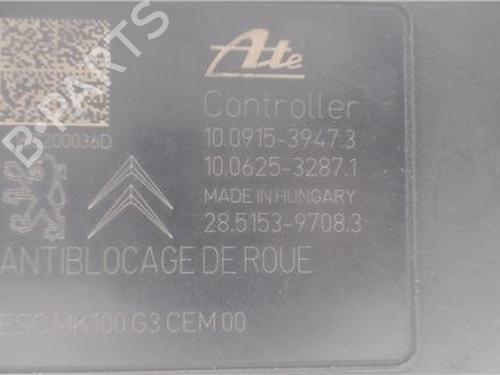 Ate
Controller
10.0915-3947.3
10.0625-3287.1
MADE IN HUNGARY
28.5153-9708.3
ANTIBLOCAGE DE ROUE
ESC MK100 G3 CEM 00
B-PARTS